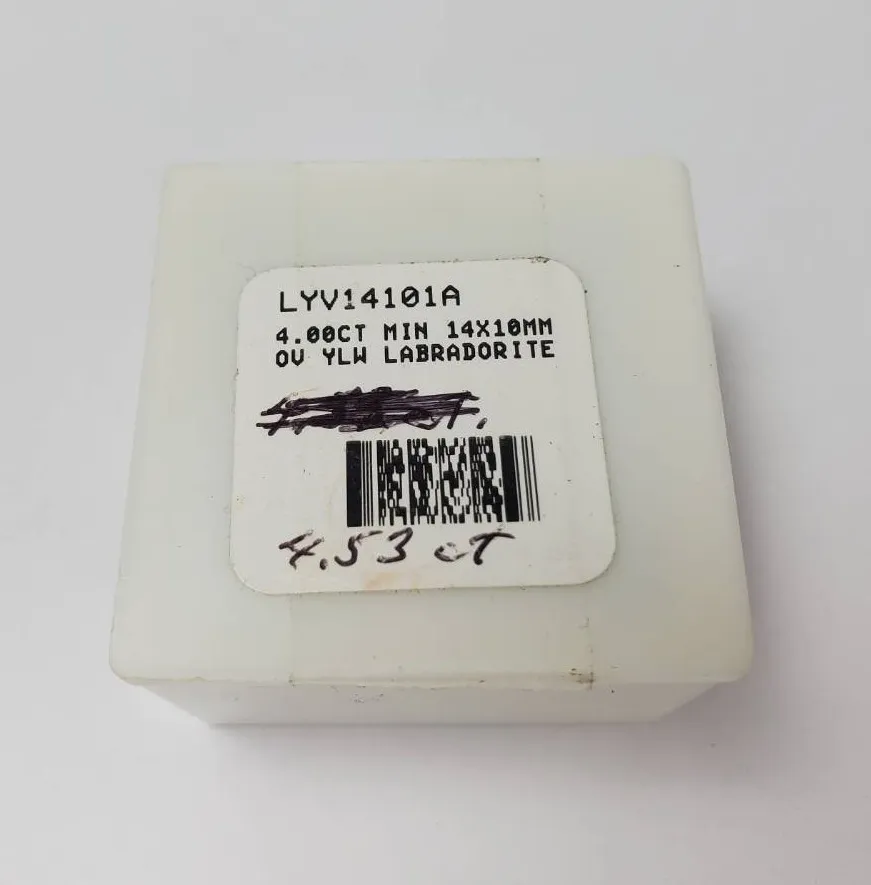 LYV14101A
4.00CT MIN 14X10MM
OV YLW LABRADORITE
4.53 ct